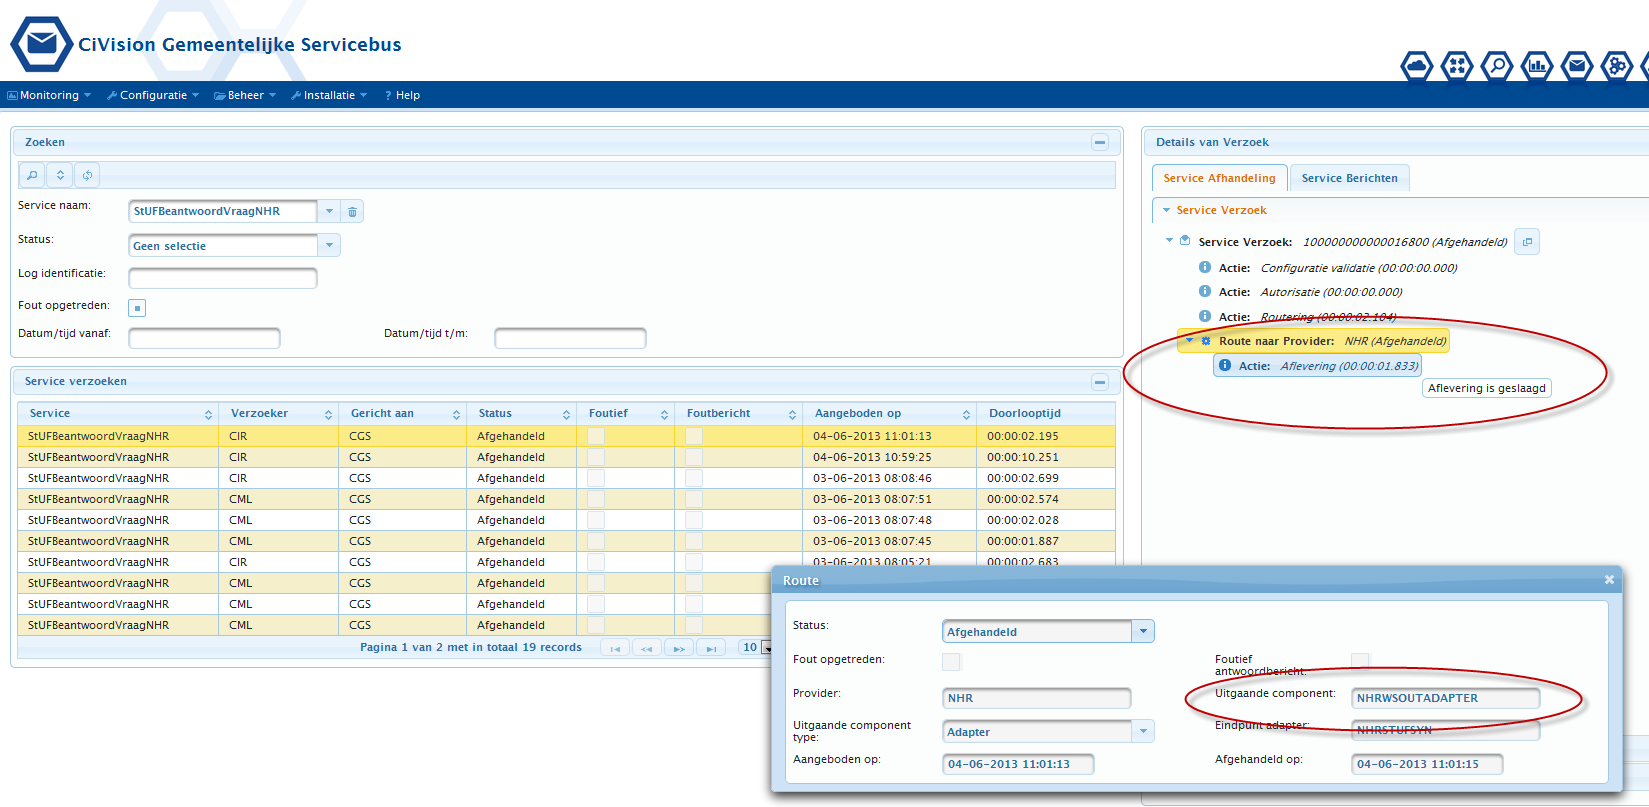 CiVision Gemeentelijke Servicebus
Monitoring Configuratie Beheer Installatie ? Help
Zoeken
Service naam: StUFBeantwoordVraagNHR
Status: Geen selectie
Log identificatie:
Fout opgetreden:
Datum/tijd vanaf: Datum/tijd t/m:
Service verzoeken
Service Verzoeker Gericht aan Status Foutief Foutbericht Aangeboden op Doorlooptijd
StUFBeantwoordVraagNHR CIR CGS Afgehandeld 04-06-2013 11:01:13 00:00:02.195
StUFBeantwoordVraagNHR CIR CGS Afgehandeld 04-06-2013 10:59:25 00:00:10.251
StUFBeantwoordVraagNHR CIR CGS Afgehandeld 03-06-2013 08:08:46 00:00:02.699
StUFBeantwoordVraagNHR CML CGS Afgehandeld 03-06-2013 08:07:51 00:00:02.574
StUFBeantwoordVraagNHR CML CGS Afgehandeld 03-06-2013 08:07:48 00:00:02.028
StUFBeantwoordVraagNHR CML CGS Afgehandeld 03-06-2013 08:07:45 00:00:01.887
StUFBeantwoordVraagNHR CIR CGS Afgehandeld 03-06-2013 08:05:21 00:00:02.683
StUFBeantwoordVraagNHR CML CGS Afgehandeld
StUFBeantwoordVraagNHR CML CGS Afgehandeld
StUFBeantwoordVraagNHR CML CGS Afgehandeld
Pagina 1 van 2 met in totaal 19 records 10
Details van Verzoek
Service Afhandeling Service Berichten
Service Verzoek
Service Verzoek: 100000000000016800 (Afgehandeld)
Actie: Configuratie validatie (00:00:00.000)
Actie: Autorisatie (00:00:00.000)
Actie: Routering (00:00:02.104)
Route naar Provider: NHR (Afgehandeld)
Actie: Aflevering (00:00:01.833)
Aflevering is geslaagd
Route
Status: Afgehandeld
Fout opgetreden: Foutief antwoordbericht:
Provider: NHR Uitgaande component: NHRWSOUTADAPTER
Uitgaande component type: Adapter Eindpunt adapter: NHRSTUFSYN
Aangeboden op: 04-06-2013 11:01:13 Afgehandeld op: 04-06-2013 11:01:15